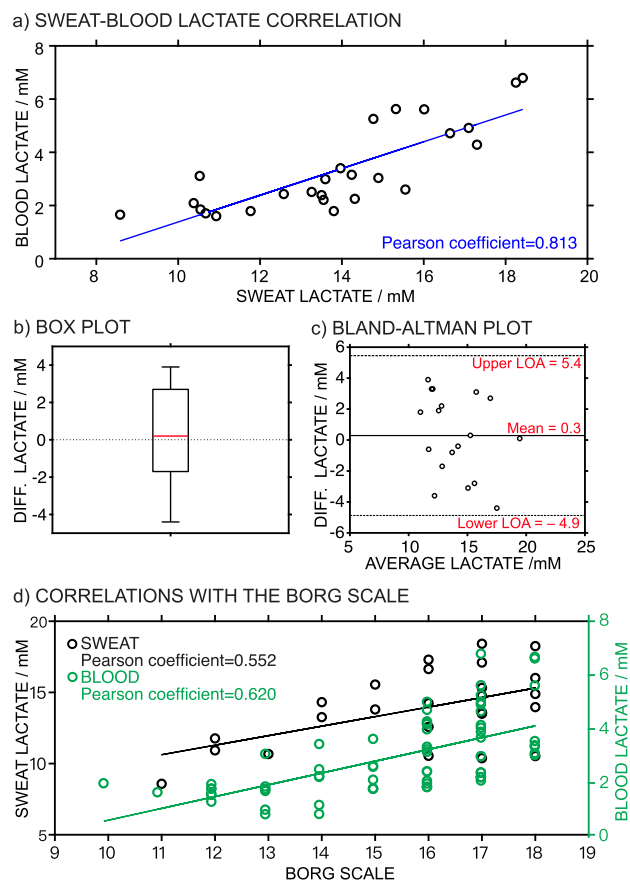 a) SWEAT-BLOOD LACTATE CORRELATION
BLOOD LACTATE / mM
8
6
4
2
0
Pearson coefficient=0.813
8 10 12 14 16 18 20
SWEAT LACTATE / mM
b) BOX PLOT
DIFF. LACTATE / mM
4
2
0
-2
-4
c) BLAND-ALTMAN PLOT
DIFF. LACTATE / mM
6
4
2
0
-2
-4
-6
Upper LOA = 5.4
Mean = 0.3
Lower LOA = – 4.9
5 10 15 20 25
AVERAGE LACTATE /mM
d) CORRELATIONS WITH THE BORG SCALE
SWEAT LACTATE / mM
20
15
10
5
SWEAT
Pearson coefficient=0.552
BLOOD
Pearson coefficient=0.620
8
6
4
2
0
BLOOD LACTATE / mM
9 10 11 12 13 14 15 16 17 18 19
BORG SCALE